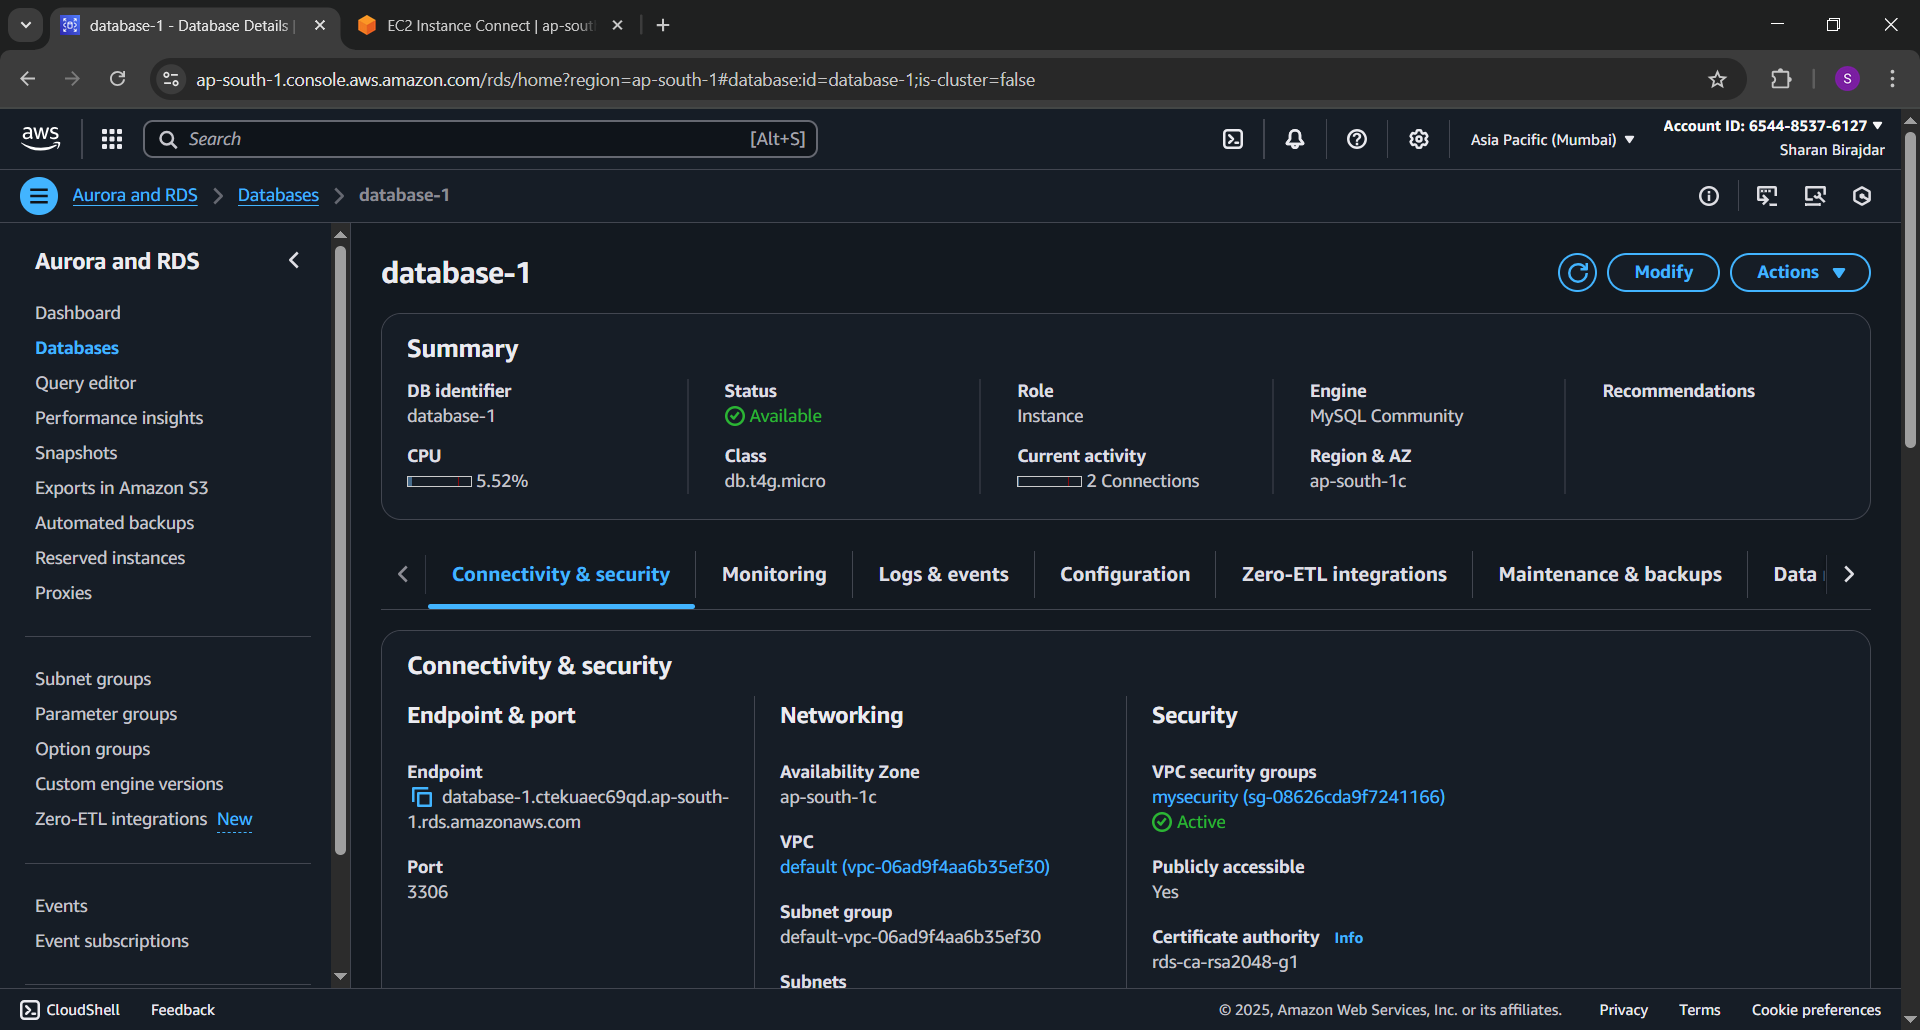 database-1 - Database Details
EC2 Instance Connect | ap-sout
ap-south-1.console.aws.amazon.com/rds/home?region=ap-south-1#database:id=database-1;is-cluster=false
S
aws
Search
[Alt+S]
Asia Pacific (Mumbai)
Account ID: 6544-8537-6127
Sharan Birajdar
Aurora and RDS
Databases
database-1
Aurora and RDS
Dashboard
Databases
Query editor
Performance insights
Snapshots
Exports in Amazon S3
Automated backups
Reserved instances
Proxies
Subnet groups
Parameter groups
Option groups
Custom engine versions
Zero-ETL integrations New
Events
Event subscriptions
database-1
Modify
Actions
Summary
DB identifier
database-1
Status
Available
Role
Instance
Engine
MySQL Community
Recommendations
CPU
5.52%
Class
db.t4g.micro
Current activity
2 Connections
Region & AZ
ap-south-1c
Connectivity & security
Monitoring
Logs & events
Configuration
Zero-ETL integrations
Maintenance & backups
Data
Connectivity & security
Endpoint & port
Endpoint
database-1.ctekuaec69qd.ap-south-
1.rds.amazonaws.com
Port
3306
Networking
Availability Zone
ap-south-1c
VPC
default (vpc-06ad9f4aa6b35ef30)
Subnet group
default-vpc-06ad9f4aa6b35ef30
Subnets
Security
VPC security groups
mysecurity (sg-08626cda9f7241166)
Active
Publicly accessible
Yes
Certificate authority Info
rds-ca-rsa2048-g1
CloudShell
Feedback
© 2025, Amazon Web Services, Inc. or its affiliates.
Privacy
Terms
Cookie preferences